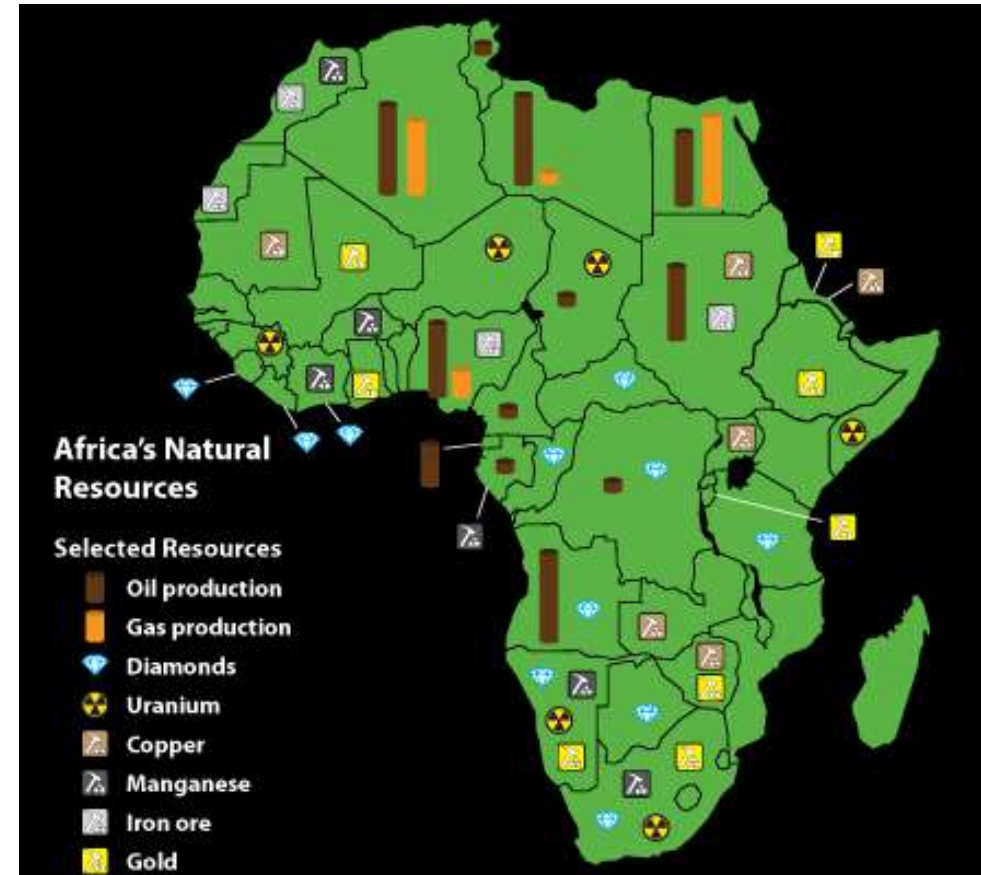 Africa's Natural
Resources
Selected Resources
Oil production
Gas production
Diamonds
Uranium
Copper
Manganese
Iron ore
Gold